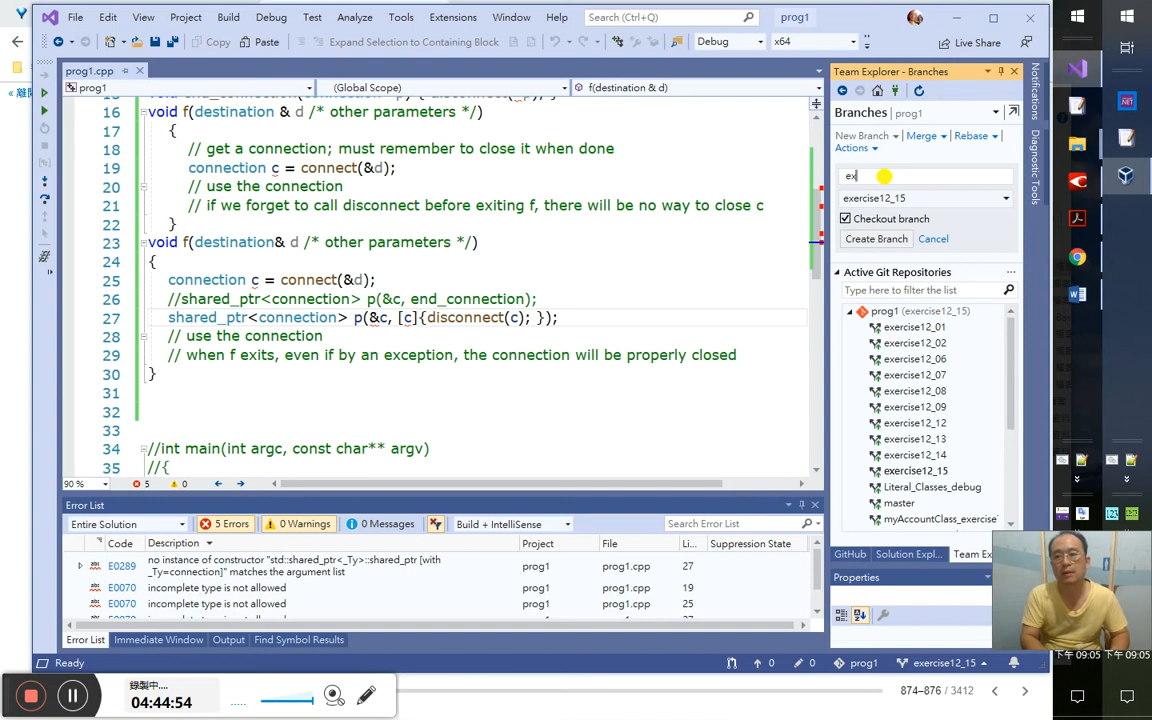 File Edit View Project Build Debug Test Analyze Tools Extensions Window Help Search (Ctrl+Q) prog1
Copy Paste Expand Selection to Containing Block Debug x64 Live Share
prog1.cpp
prog1 (Global Scope) f(destination & d)
16 void f(destination & d /* other parameters */)
17 {
18 // get a connection; must remember to close it when done
19 connection c = connect(&d);
20 // use the connection
21 // if we forget to call disconnect before exiting f, there will be no way to close c
22 }
23 void f(destination& d /* other parameters */)
24 {
25 connection c = connect(&d);
26 //shared_ptr<connection> p(&c, end_connection);
27 shared_ptr<connection> p(&c, [c]{disconnect(c); });
28 // use the connection
29 // when f exits, even if by an exception, the connection will be properly closed
30 }
31
32
33
34 //int main(int argc, const char** argv)
35 //{
90 % 5 0
Error List
Entire Solution 5 Errors 0 Warnings 0 Messages Build + IntelliSense Search Error List
Code Description Project File Li... Suppression State
E0289 no instance of constructor "std::shared_ptr<_Ty>::shared_ptr [with _Ty=connection]" matches the argument list prog1 prog1.cpp 27
E0070 incomplete type is not allowed prog1 prog1.cpp 19
E0070 incomplete type is not allowed prog1 prog1.cpp 25
Error List Immediate Window Output Find Symbol Results
Ready 0 0 prog1 exercise12_15
Team Explorer - Branches
Branches | prog1
New Branch Merge Rebase
Actions
ex
exercise12_15
Checkout branch
Create Branch Cancel
Active Git Repositories
Type here to filter the list
prog1 (exercise12_15)
exercise12_01
exercise12_02
exercise12_06
exercise12_07
exercise12_08
exercise12_09
exercise12_12
exercise12_13
exercise12_14
exercise12_15
Literal_Classes_debug
master
myAccountClass_exercise
GitHub Solution Expl... Team Ex
Properties
Notifications
Diagnostic Tools
錄製中....
04:44:54
874–876 / 3412
下午 09:05 下午 09:05